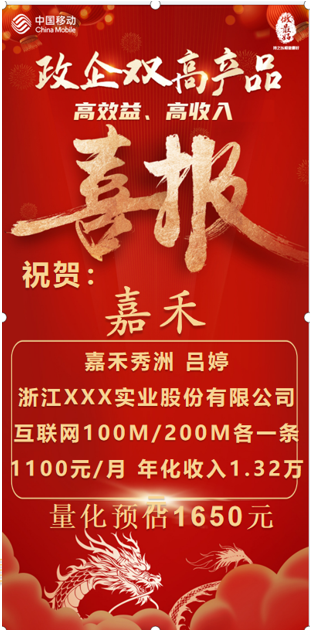 中国移动
China Mobile
做最好
政企双高产品
高效益、高收入
喜报
祝贺：
嘉禾
嘉禾秀洲 吕婷
浙江XXX实业股份有限公司
互联网100M/200M各一条
1100元/月 年化收入1.32万
量化预估1650元